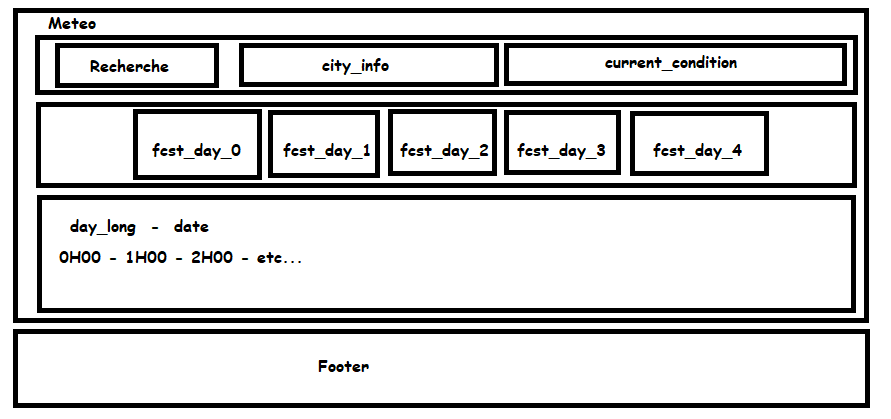 Meteo
Recherche city_info current_condition
fcst_day_0 fcst_day_1 fcst_day_2 fcst_day_3 fcst_day_4
day_long - date
0H00 - 1H00 - 2H00 - etc...
Footer